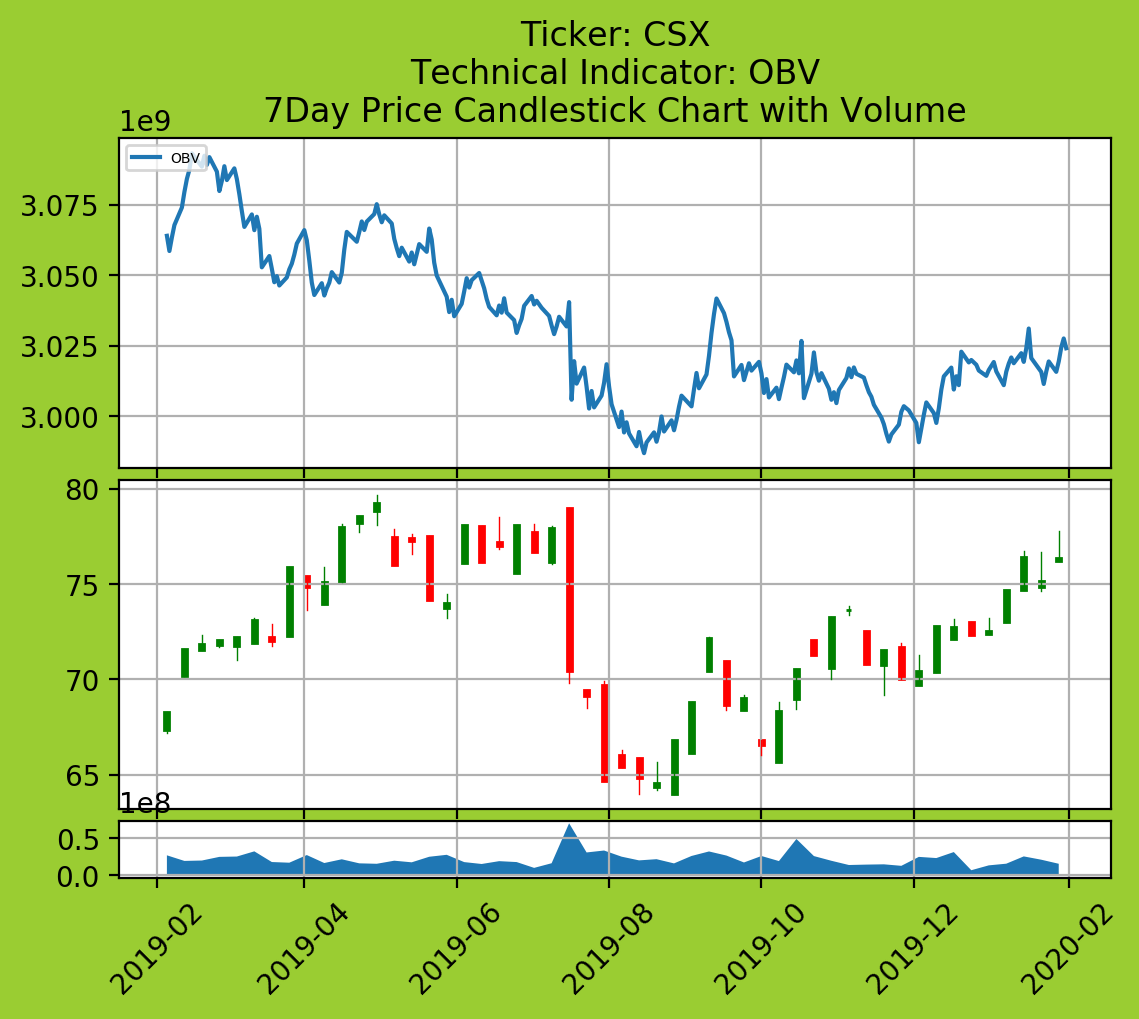 Ticker: CSX
Technical Indicator: OBV
7Day Price Candlestick Chart with Volume
1e9
OBV
3.075
3.050
3.025
3.000
80
75
70
65
1e8
0.5
0.0
2019-02
2019-04
2019-06
2019-08
2019-10
2019-12
2020-02